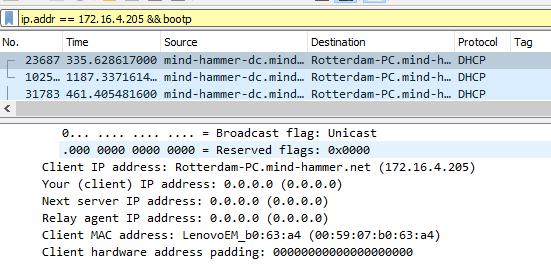 ip.addr == 172.16.4.205 && bootp
No. Time Source Destination Protocol Tag
23687 335.628617000 mind-hammer-dc.mind... Rotterdam-PC.mind-h... DHCP
1025... 1187.3371614... mind-hammer-dc.mind... Rotterdam-PC.mind-h... DHCP
31783 461.405481600 mind-hammer-dc.mind... Rotterdam-PC.mind-h... DHCP
0... .... .... .... = Broadcast flag: Unicast
.000 0000 0000 0000 = Reserved flags: 0x0000
Client IP address: Rotterdam-PC.mind-hammer.net (172.16.4.205)
Your (client) IP address: 0.0.0.0 (0.0.0.0)
Next server IP address: 0.0.0.0 (0.0.0.0)
Relay agent IP address: 0.0.0.0 (0.0.0.0)
Client MAC address: LenovoEM_b0:63:a4 (00:59:07:b0:63:a4)
Client hardware address padding: 00000000000000000000